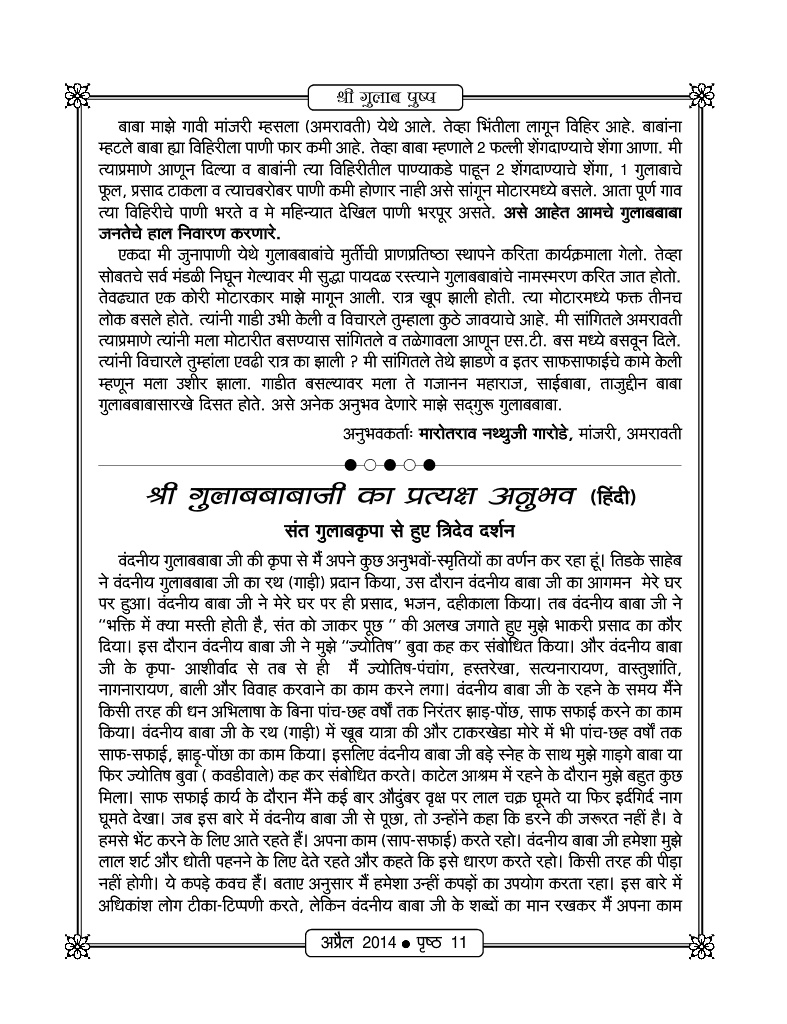 श्री गुलाब पुष्प
बाबा माझे गावी मांजरी म्हसला (अमरावती) येथे आले. तेव्हा भिंतीला लागून विहिर आहे. बाबांना
म्हटले बाबा ह्या विहिरीला पाणी फार कमी आहे. तेव्हा बाबा म्हणाले 2 फल्ली शेंगदाण्याचे शेंगा आणा. मी
त्याप्रमाणे आणून दिल्या व बाबांनी त्या विहिरीतील पाण्याकडे पाहून 2 शेंगदाण्याचे शेंगा, 1 गुलाबाचे
फूल, प्रसाद टाकला व त्याचबरोबर पाणी कमी होणार नाही असे सांगून मोटारमध्ये बसले. आता पूर्ण गाव
त्या विहिरीचे पाणी भरते व मे महिन्यात देखिल पाणी भरपूर असते. असे आहेत आमचे गुलाबबाबा
जनतेचे हाल निवारण करणारे.
एकदा मी जुनापाणी येथे गुलाबबाबांचे मुर्तीची प्राणप्रतिष्ठा स्थापने करिता कार्यक्रमाला गेलो. तेव्हा
सोबतचे सर्व मंडळी निघून गेल्यावर मी सुद्धा पायदळ रस्त्याने गुलाबबाबांचे नामस्मरण करित जात होतो.
तेवढ्यात एक कोरी मोटारकार माझे मागून आली. रात्र खूप झाली होती. त्या मोटारमध्ये फक्त तीनच
लोक बसले होते. त्यांनी गाडी उभी केली व विचारले तुम्हाला कुठे जावयाचे आहे. मी सांगितले अमरावती
त्याप्रमाणे त्यांनी मला मोटारीत बसण्यास सांगितले व तळेगावला आणून एस.टी. बस मध्ये बसवून दिले.
त्यांनी विचारले तुम्हांला एवढी रात्र का झाली ? मी सांगितले तेथे झाडणे व इतर साफसाफाईचे कामे केली
म्हणून मला उशीर झाला. गाडीत बसल्यावर मला ते गजानन महाराज, साईबाबा, ताजुद्दीन बाबा
गुलाबबाबासारखे दिसत होते. असे अनेक अनुभव देणारे माझे सद्‌गुरू गुलाबबाबा.
अनुभवकर्ताः मारोतराव नथ्थुजी गारोडे, मांजरी, अमरावती
श्री गुलाबबाबाजी का प्रत्यक्ष अनुभव (हिंदी)
संत गुलाबकृपा से हुए त्रिदेव दर्शन
वंदनीय गुलाबबाबा जी की कृपा से मैं अपने कुछ अनुभवों-स्मृतियों का वर्णन कर रहा हूं। तिडके साहेब
ने वंदनीय गुलाबबाबा जी का रथ (गाड़ी) प्रदान किया, उस दौरान वंदनीय बाबा जी का आगमन मेरे घर
पर हुआ। वंदनीय बाबा जी ने मेरे घर पर ही प्रसाद, भजन, दहीकाला किया। तब वंदनीय बाबा जी ने
“भक्ति में क्या मस्ती होती है, संत को जाकर पूछ “ की अलख जगाते हुए मुझे भाकरी प्रसाद का कौर
दिया। इस दौरान वंदनीय बाबा जी ने मुझे “ज्योतिष” बुवा कह कर संबोधित किया। और वंदनीय बाबा
जी के कृपा- आशीर्वाद से तब से ही मैं ज्योतिष-पंचांग, हस्तरेखा, सत्यनारायण, वास्तुशांति,
नागनारायण, बाली और विवाह करवाने का काम करने लगा। वंदनीय बाबा जी के रहने के समय मैंने
किसी तरह की धन अभिलाषा के बिना पांच-छह वर्षों तक निरंतर झाड़-पोंछ, साफ सफाई करने का काम
किया। वंदनीय बाबा जी के रथ (गाड़ी) में खूब यात्रा की और टाकरखेडा मोरे में भी पांच-छह वर्षों तक
साफ-सफाई, झाड़ू-पोंछा का काम किया। इसलिए वंदनीय बाबा जी बड़े स्नेह के साथ मुझे गाड़गे बाबा या
फिर ज्योतिष बुवा ( कवडीवाले) कह कर संबोधित करते। काटेल आश्रम में रहने के दौरान मुझे बहुत कुछ
मिला। साफ सफाई कार्य के दौरान मैंने कई बार औदुंबर वृक्ष पर लाल चक्र घूमते या फिर इर्दगिर्द नाग
घूमते देखा। जब इस बारे में वंदनीय बाबा जी से पूछा, तो उन्होंने कहा कि डरने की जरूरत नहीं है। वे
हमसे भेंट करने के लिए आते रहते हैं। अपना काम (साप-सफाई) करते रहो। वंदनीय बाबा जी हमेशा मुझे
लाल शर्ट और धोती पहनने के लिए देते रहते और कहते कि इसे धारण करते रहो। किसी तरह की पीड़ा
नहीं होगी। ये कपड़े कवच हैं। बताए अनुसार मैं हमेशा उन्हीं कपड़ों का उपयोग करता रहा। इस बारे में
अधिकांश लोग टीका-टिप्पणी करते, लेकिन वंदनीय बाबा जी के शब्दों का मान रखकर मैं अपना काम
अप्रैल 2014 ● पृष्ठ 11